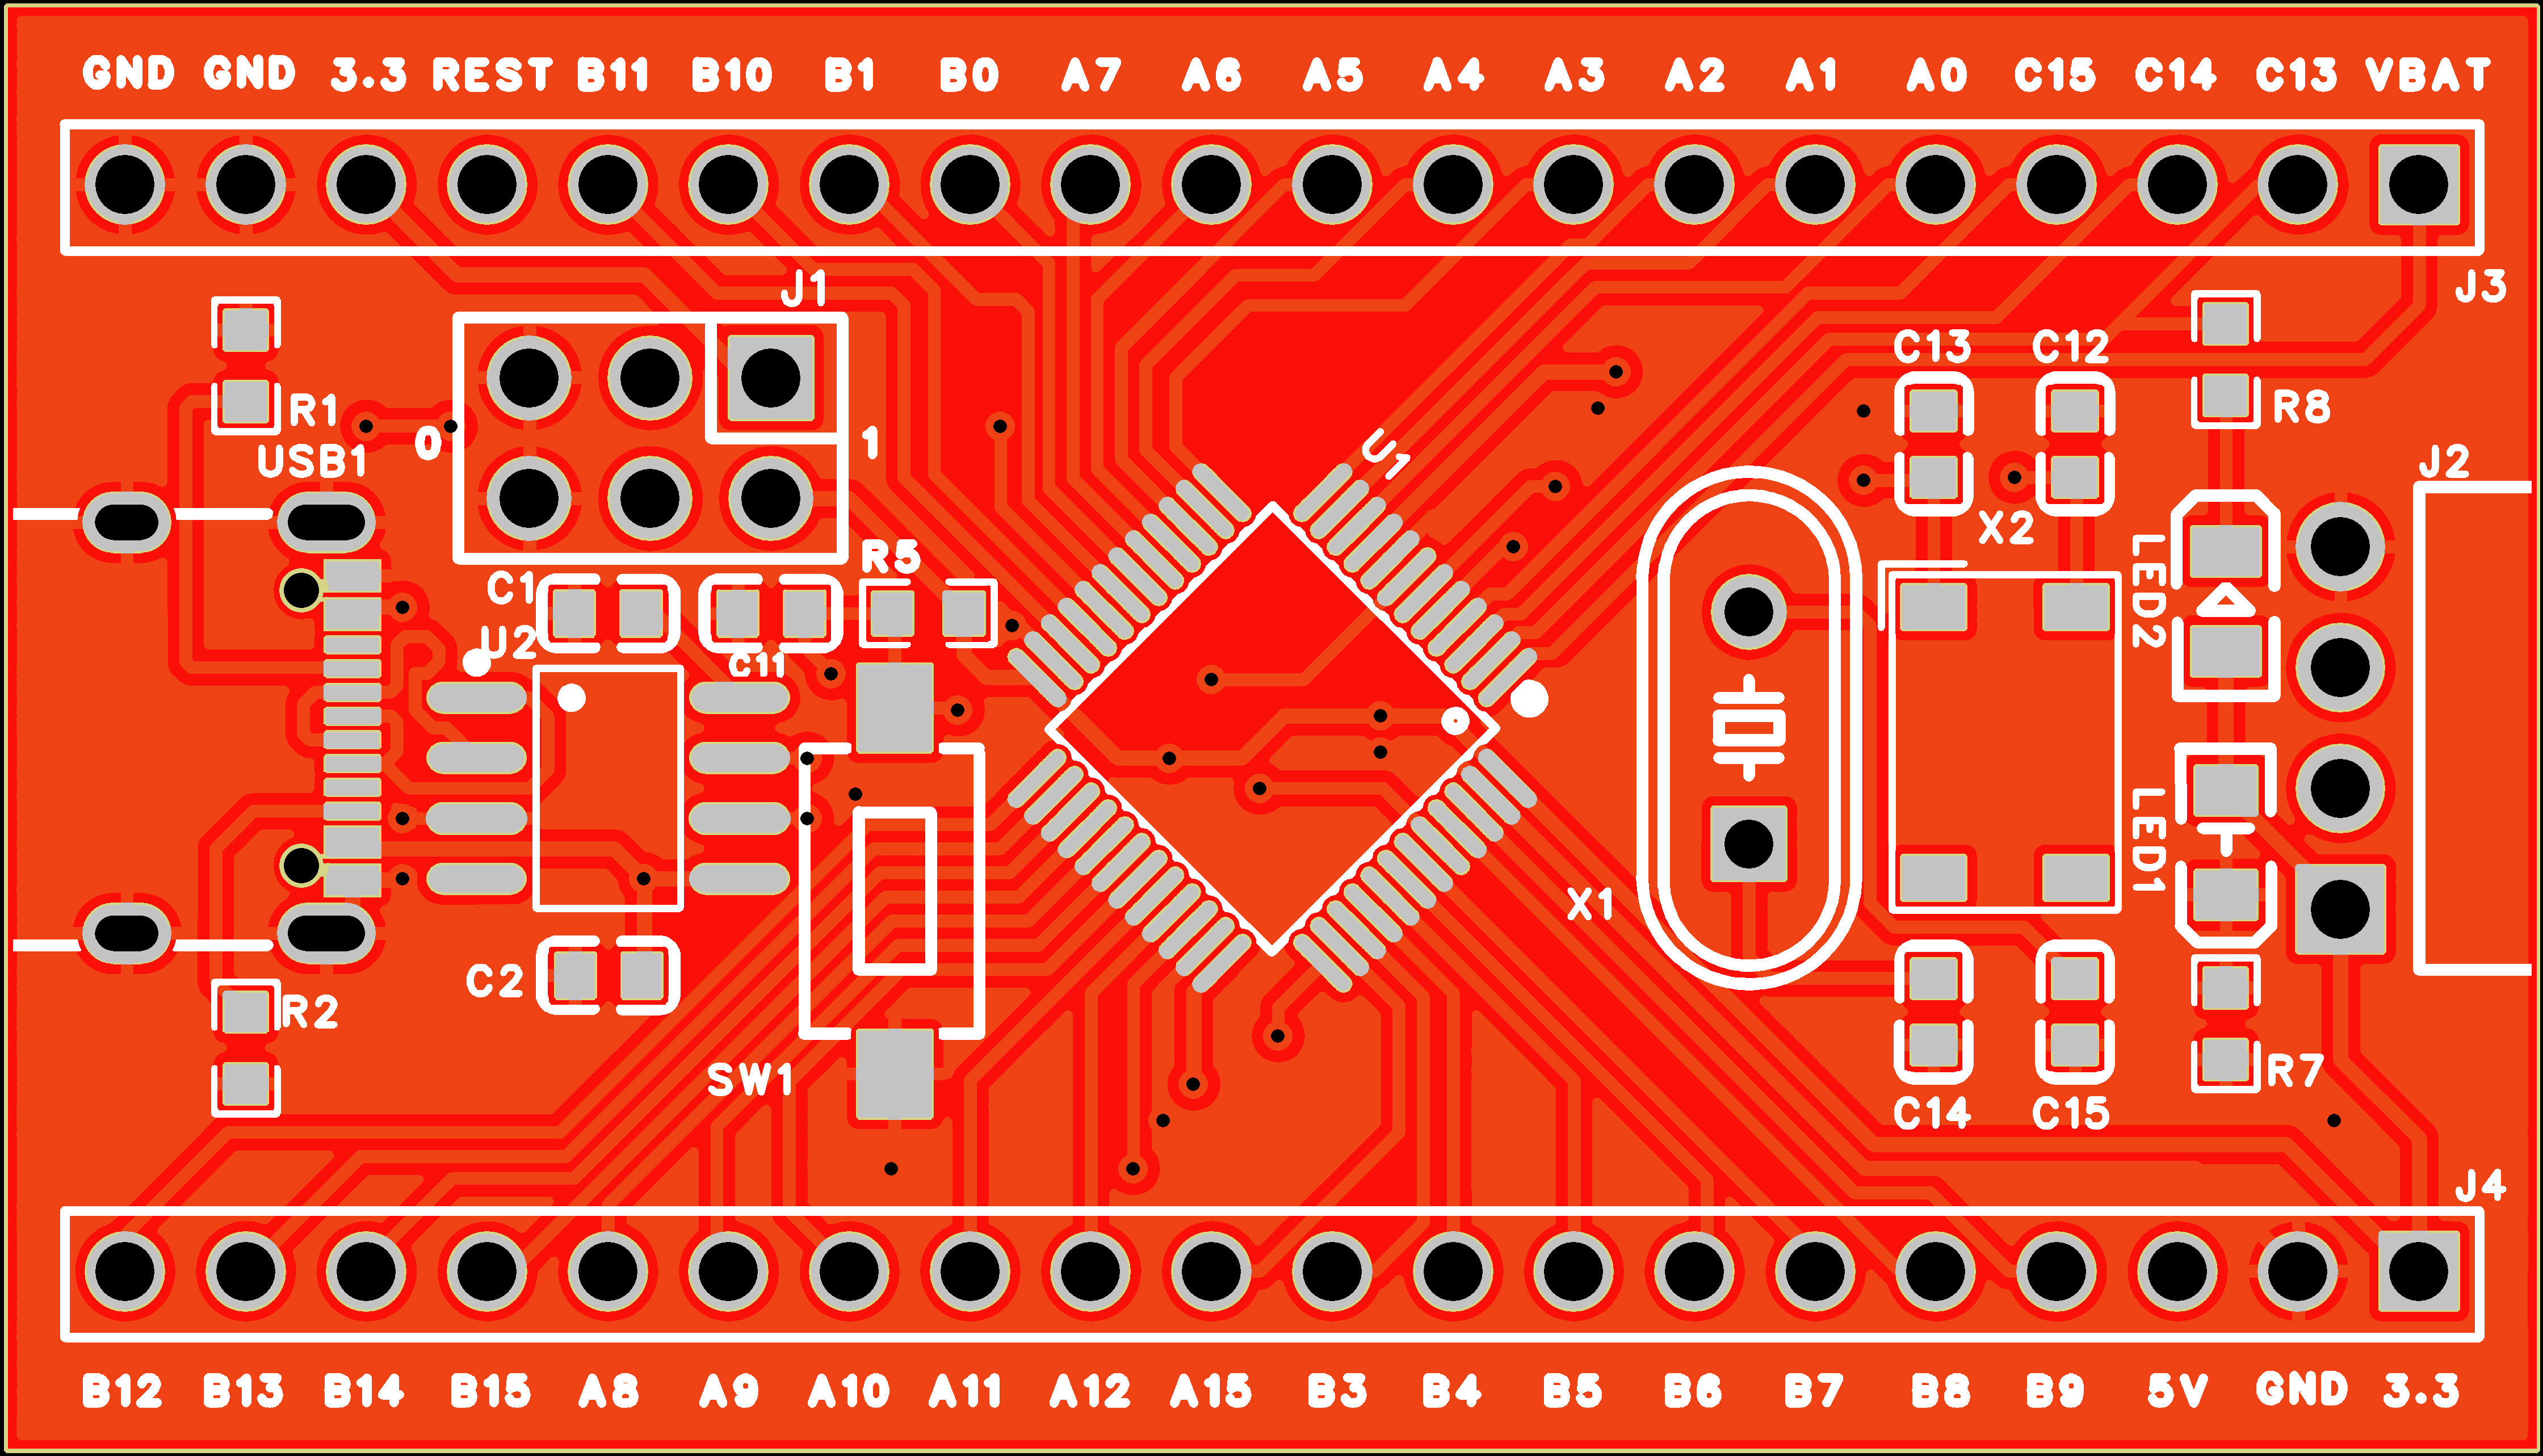 GND GND 3.3 REST B11 B10 B1 B0 A7 A6 A5 A4 A3 A2 A1 A0 C15 C14 C13 VBAT
J1
J3
C13 C12
R1
R8
0
1
U1
USB1
J2
X2
R5
C1
LED2
U2
C11
LED1
X1
C2
R2
SW1
R7
C14 C15
J4
B12 B13 B14 B15 A8 A9 A10 A11 A12 A15 B3 B4 B5 B6 B7 B8 B9 5V GND 3.3